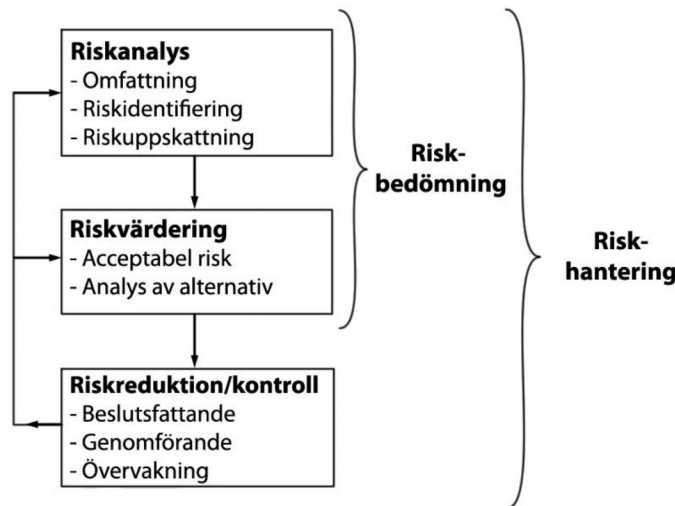 Riskanalys
- Omfattning
- Riskidentifiering
- Riskuppskattning
Risk-
bedömning
Riskvärdering
- Acceptabel risk
- Analys av alternativ
Risk-
hantering
Riskreduktion/kontroll
- Beslutsfattande
- Genomförande
- Övervakning